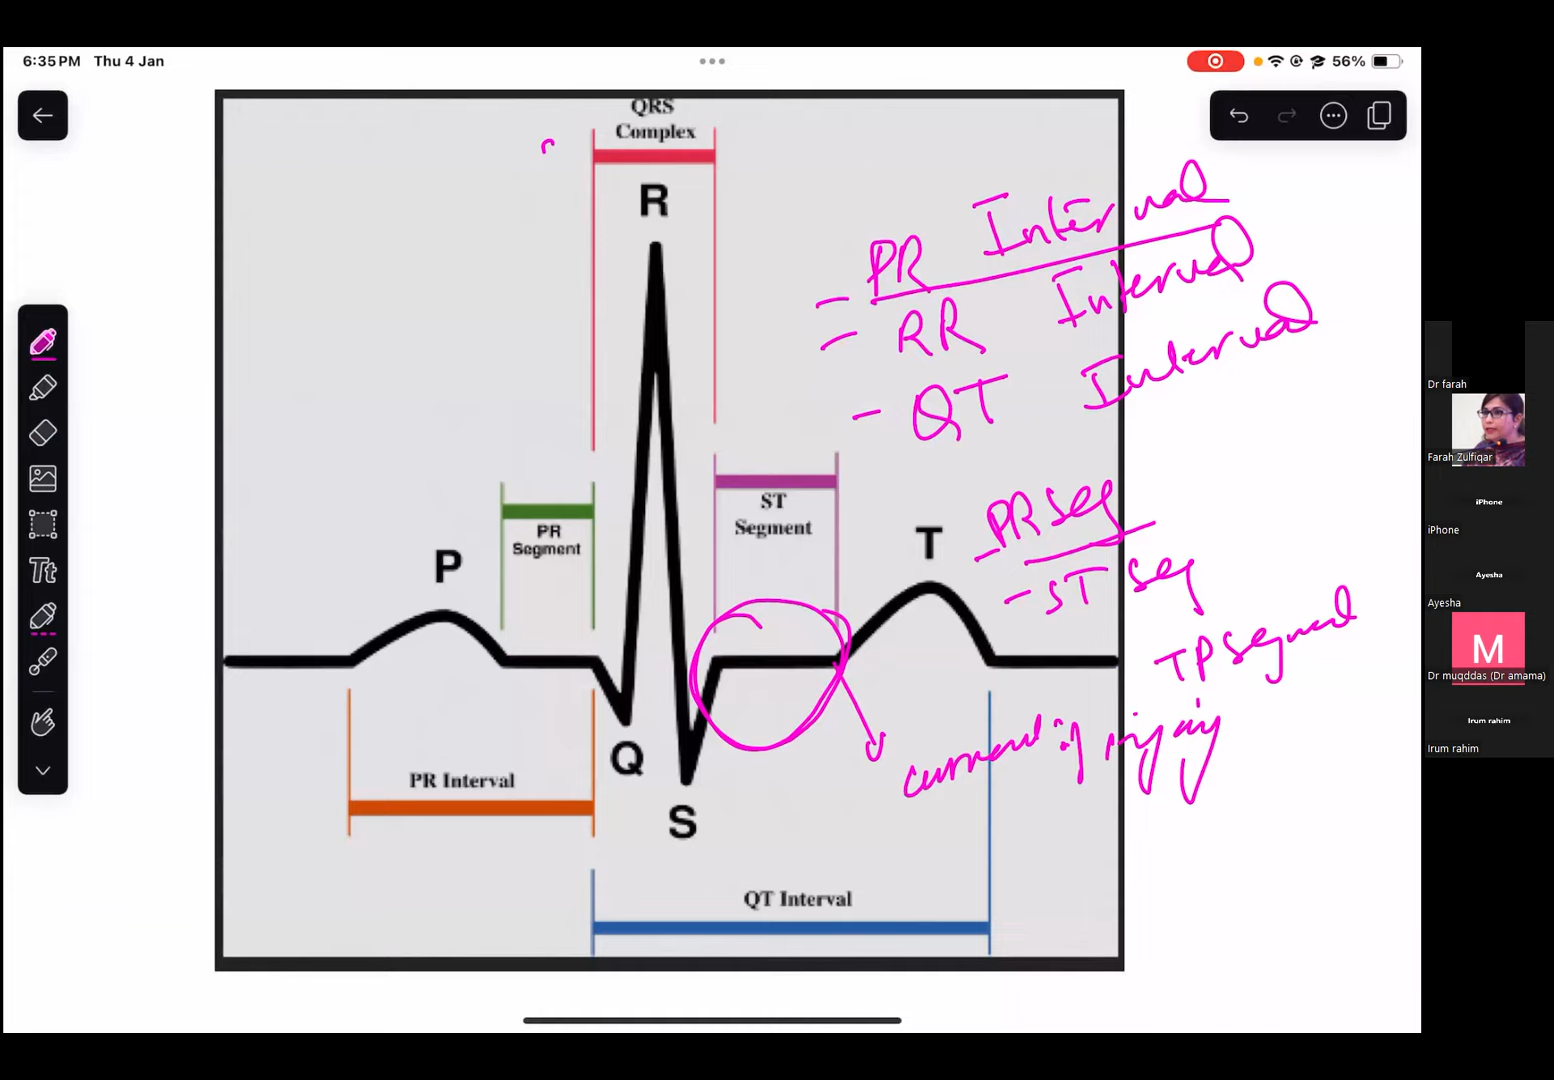 6:35 PM Thu 4 Jan
56%
QRS
Complex
R
PR Interval
RR Interval
QT Interval
PR
Segment
ST
Segment
P
T
- PR seg
- ST seg
TP segment
current of injury
Q
S
PR Interval
QT Interval
Tt
Dr farah
Farah Zulfiqar
iPhone
iPhone
Ayesha
Ayesha
M
Dr muqddas (Dr amama)
Irum rahim
Irum rahim